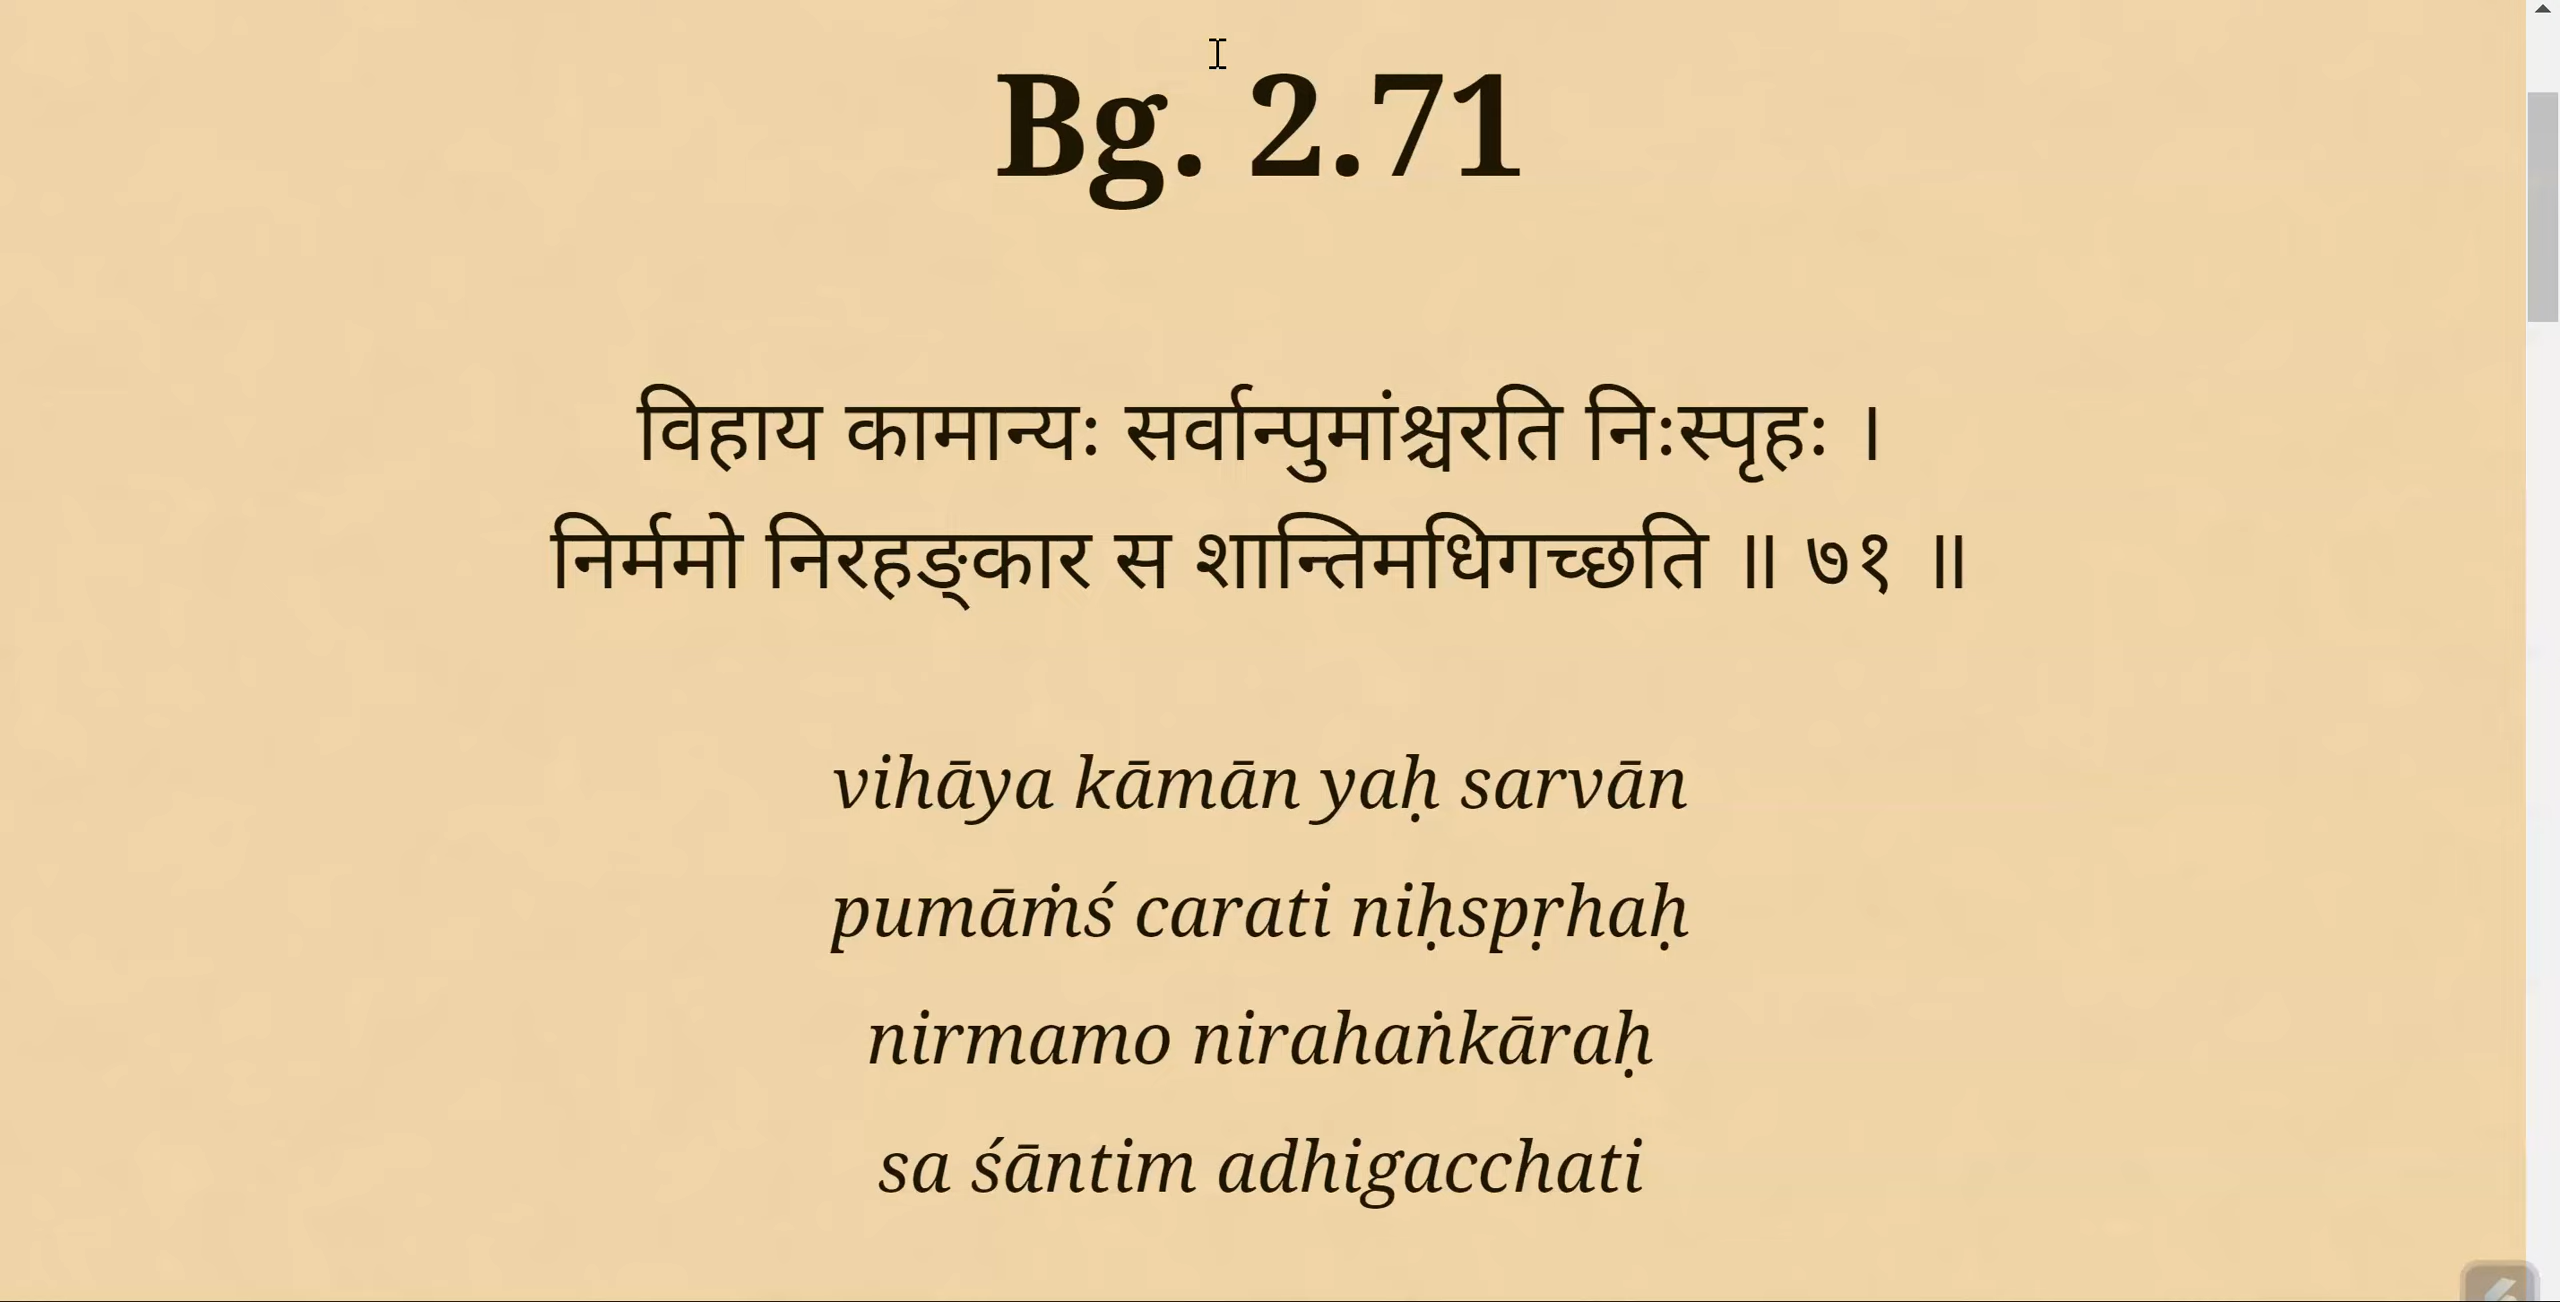 Bg. 2.71
विहाय कामान्यः सर्वान्पुमांश्चरति निःस्पृहः ।
निर्ममो निरहङ्कार स शान्तिमधिगच्छति ॥ ७१ ॥
vihāya kāmān yaḥ sarvān
pumāṁś carati niḥspṛhaḥ
nirmamo nirahaṅkāraḥ
sa śāntim adhigacchati